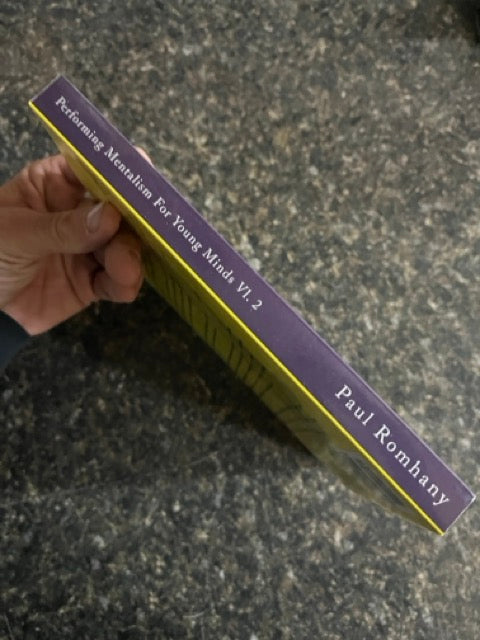 Performing Mentalism For Young Minds Vl. 2
Paul Romhany